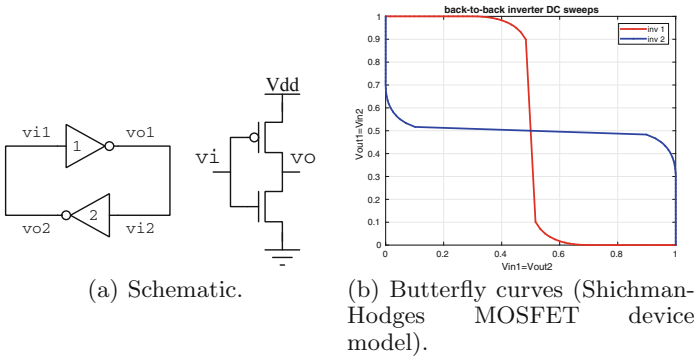 vi1
vo1
1
2
vo2
vi2
Vdd
vi
vo
(a) Schematic.
back-to-back inverter DC sweeps
inv 1
inv 2
Vout1=Vin2
1
0.9
0.8
0.7
0.6
0.5
0.4
0.3
0.2
0.1
0
0 0.2 0.4 0.6 0.8 1
Vin1=Vout2
(b) Butterfly curves (Shichman-
Hodges MOSFET device
model).